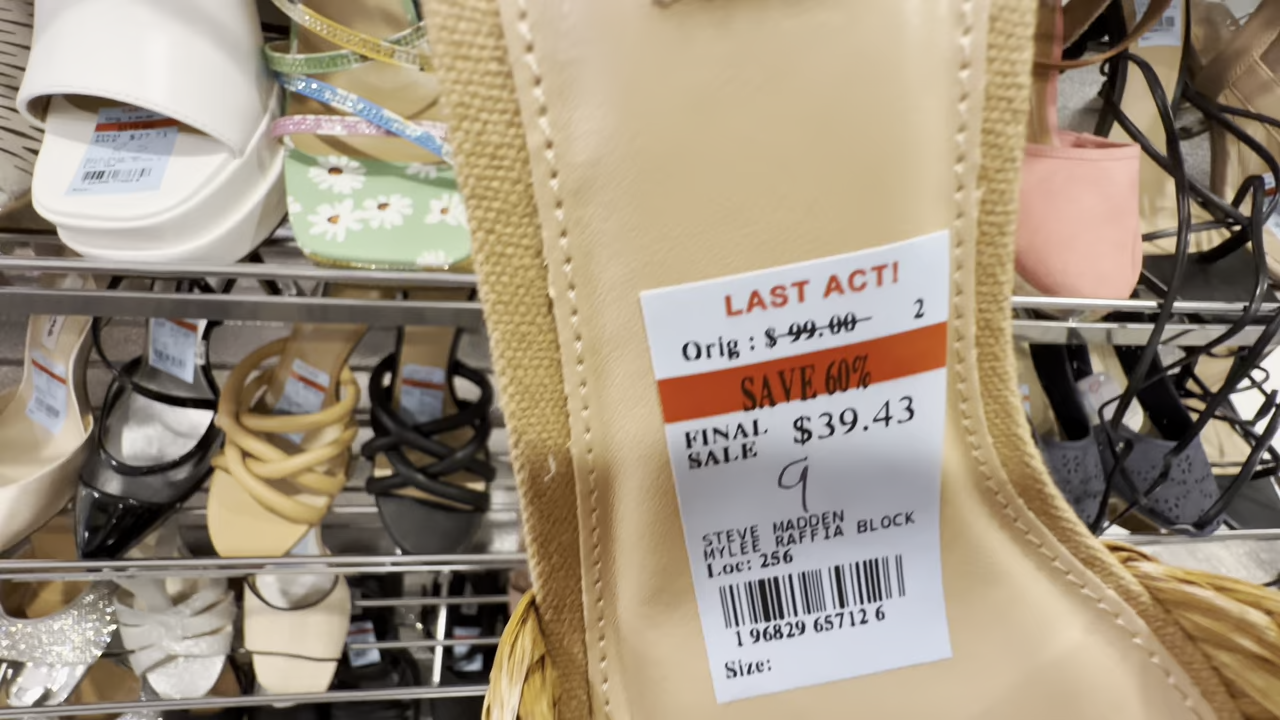 LAST ACT!
Orig : $ 99.00 2
SAVE 60%
FINAL SALE $39.43
9
STEVE MADDEN
MYLEE RAFFIA BLOCK
Loc: 256
1 96829 65712 6
Size: